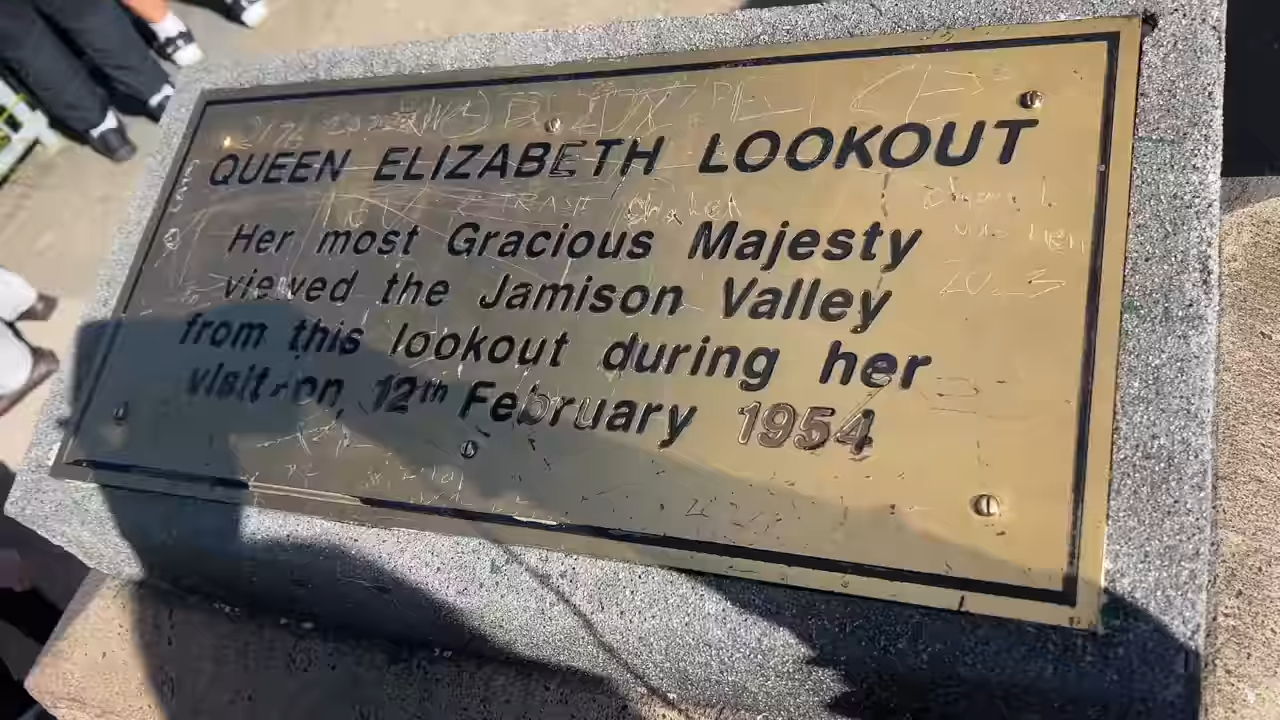 QUEEN ELIZABETH LOOKOUT
Her most Gracious Majesty
viewed the Jamison Valley
from this lookout during her
visit on 12th February 1954